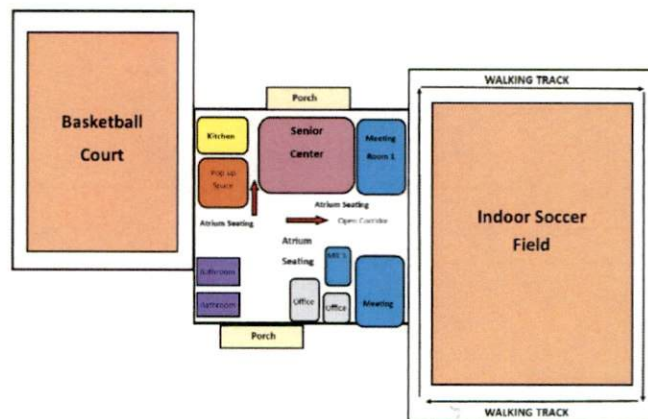 WALKING TRACK
Porch
Basketball
Court
Kitchen
Senior
Center
Meeting
Room 1
Pop up
Space
Atrium Seating
Atrium Seating
Open Corridor
Indoor Soccer
Field
Atrium
Seating
Bathroom
Bathroom
Office
Office
Meeting
Porch
WALKING TRACK